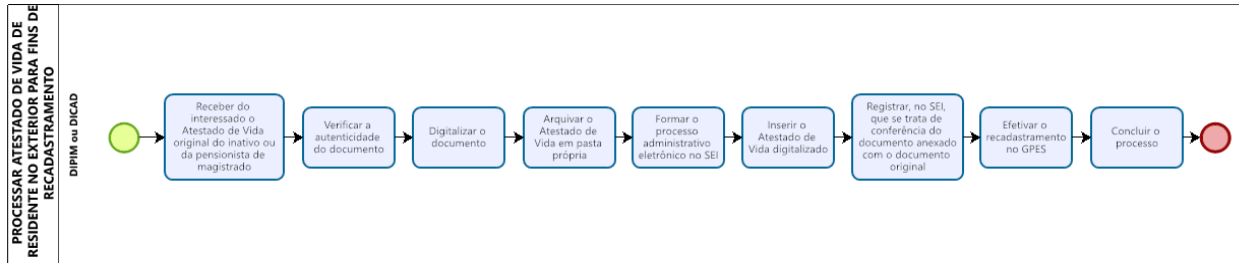 PROCESSAR ATESTADO DE VIDA DE
RESIDENTE NO EXTERIOR PARA FINS DE
RECADASTRAMENTO
DIPIM ou DICAD
Receber do
interessado o
Atestado de Vida
original do inativo ou
da pensionista de
magistrado
Verificar a
autenticidade
do documento
Digitalizar o
documento
Arquivar o
Atestado de
Vida em pasta
própria
Formar o
processo
administrativo
eletrônico no SEI
Inserir o
Atestado de
Vida digitalizado
Registrar, no SEI,
que se trata de
conferência do
documento anexado
com o documento
original
Efetivar o
recadastramento
no GPES
Concluir o
processo